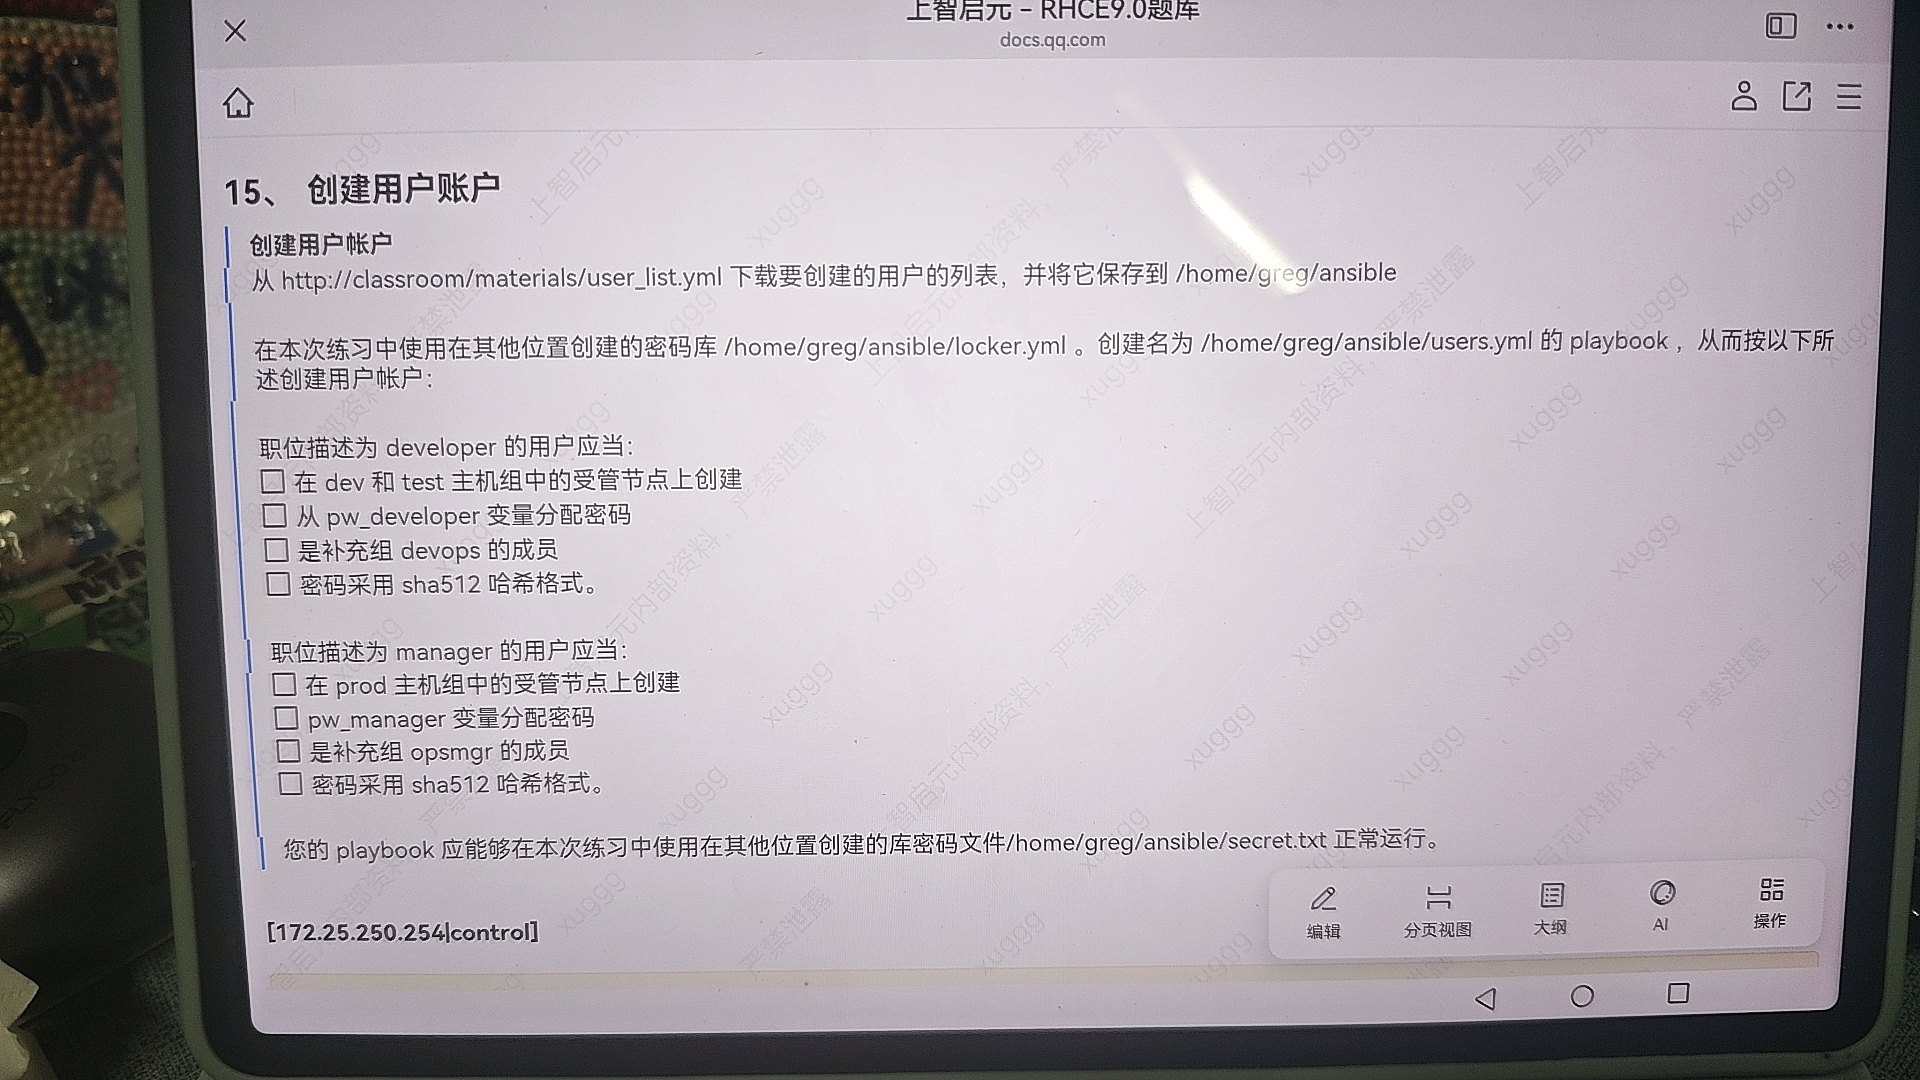 上智启元 – RHCE9.0题库
docs.qq.com
15、 创建用户账户
创建用户帐户
从 http://classroom/materials/user_list.yml 下载要创建的用户的列表，并将它保存到 /home/greg/ansible
在本次练习中使用在其他位置创建的密码库 /home/greg/ansible/locker.yml 。创建名为 /home/greg/ansible/users.yml 的 playbook ，从而按以下所
述创建用户帐户：
职位描述为 developer 的用户应当：
在 dev 和 test 主机组中的受管节点上创建
从 pw_developer 变量分配密码
是补充组 devops 的成员
密码采用 sha512 哈希格式。
职位描述为 manager 的用户应当：
在 prod 主机组中的受管节点上创建
pw_manager 变量分配密码
是补充组 opsmgr 的成员
密码采用 sha512 哈希格式。
您的 playbook 应能够在本次练习中使用在其他位置创建的库密码文件/home/greg/ansible/secret.txt 正常运行。
[172.25.250.254|control]
编辑
分页视图
大纲
AI
操作